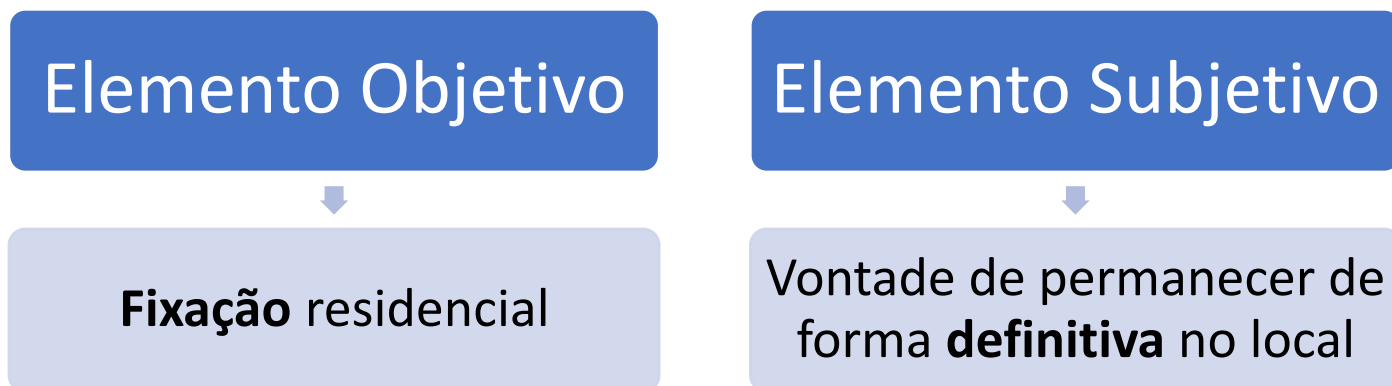 Elemento Objetivo
Fixação residencial
Elemento Subjetivo
Vontade de permanecer de
forma definitiva no local